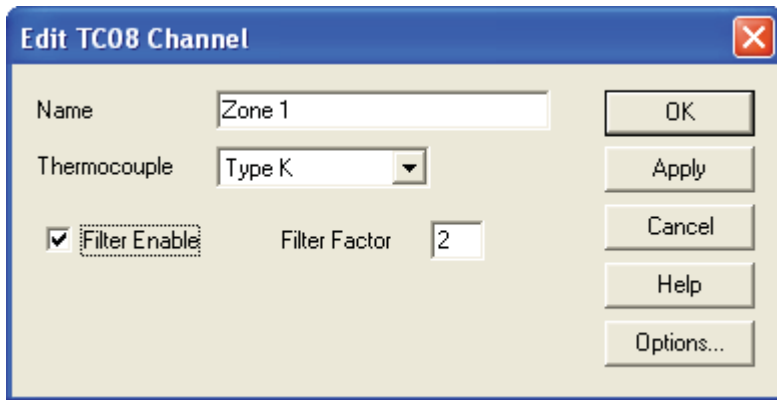 Edit TC08 Channel
Name
Zone 1
OK
Thermocouple
Type K
Apply
Filter Enable
Filter Factor
2
Cancel
Help
Options...